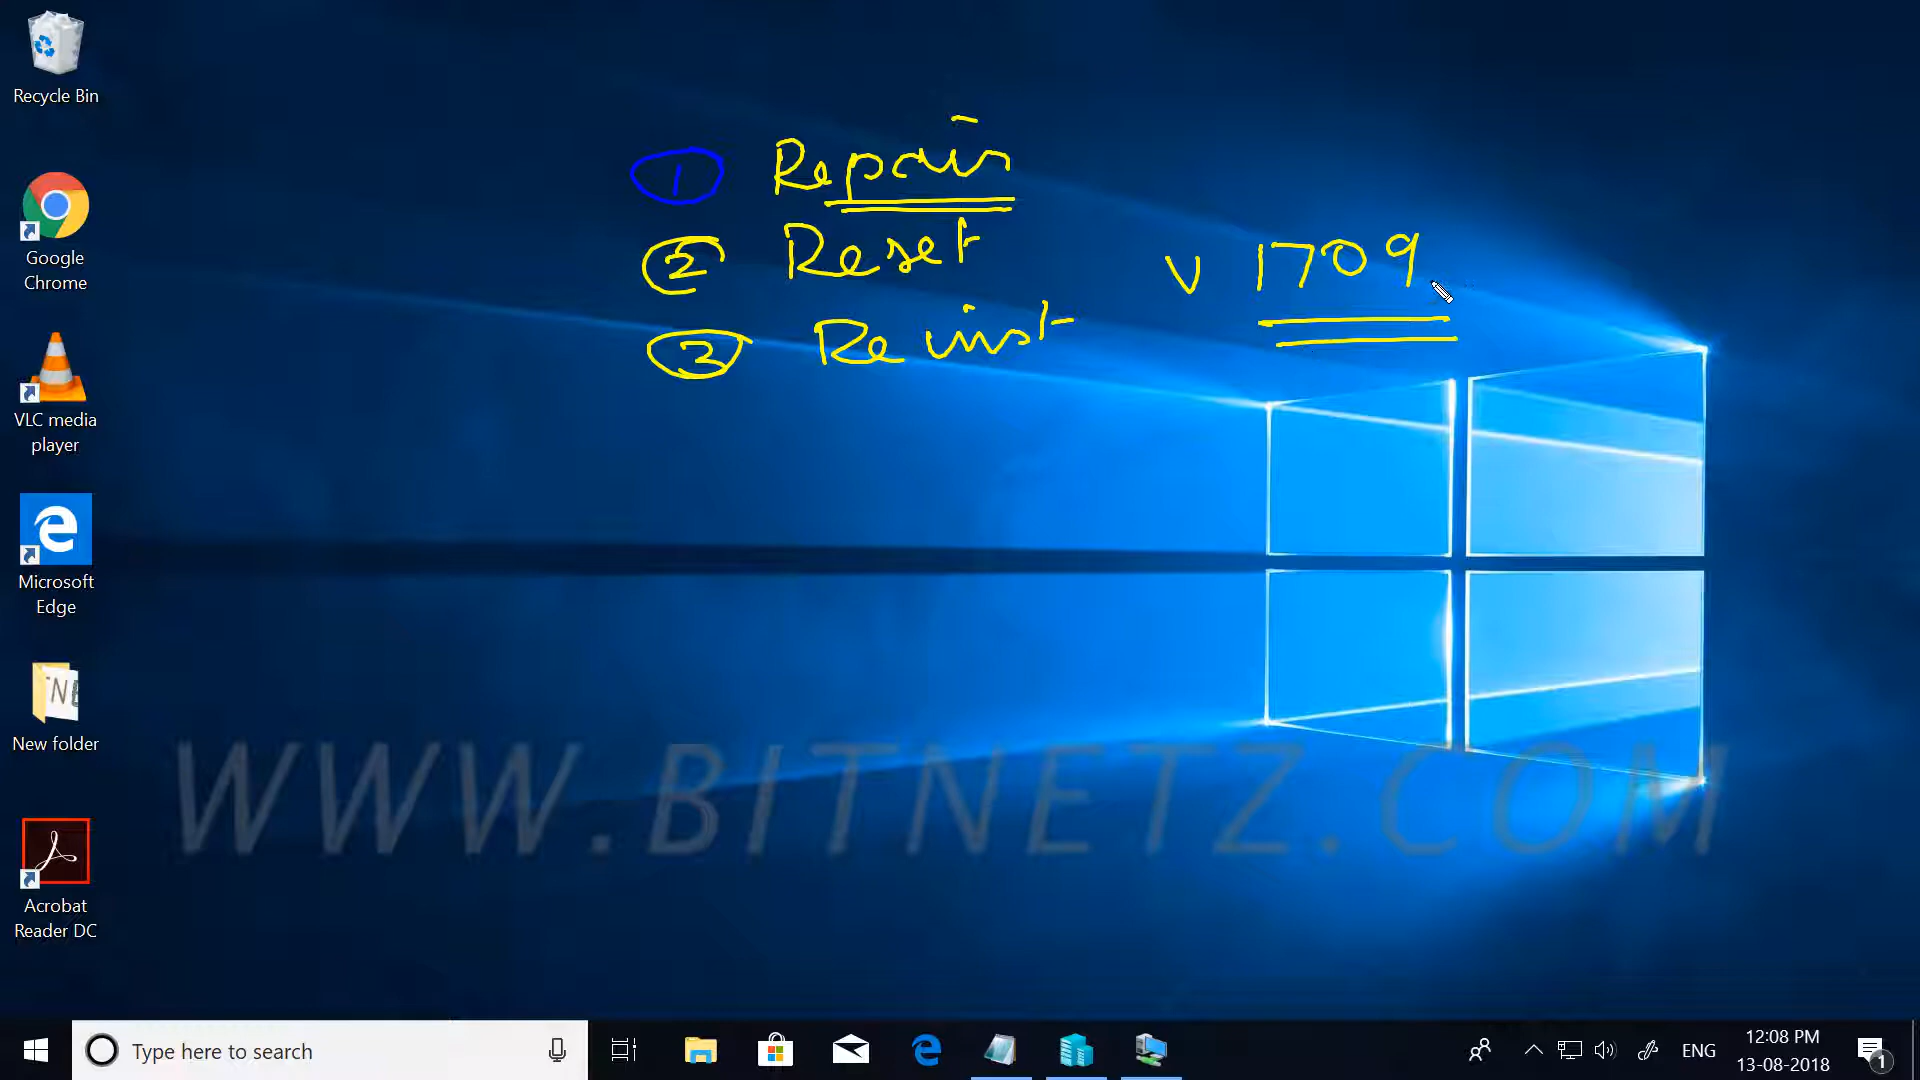 Recycle Bin
Google
Chrome
VLC media
player
Microsoft
Edge
New folder
Acrobat
Reader DC
1 Repair
2 Reset
3 Re inst
V 1709
WWW.BITNETZ.COM
Type here to search
ENG
12:08 PM
13-08-2018
1